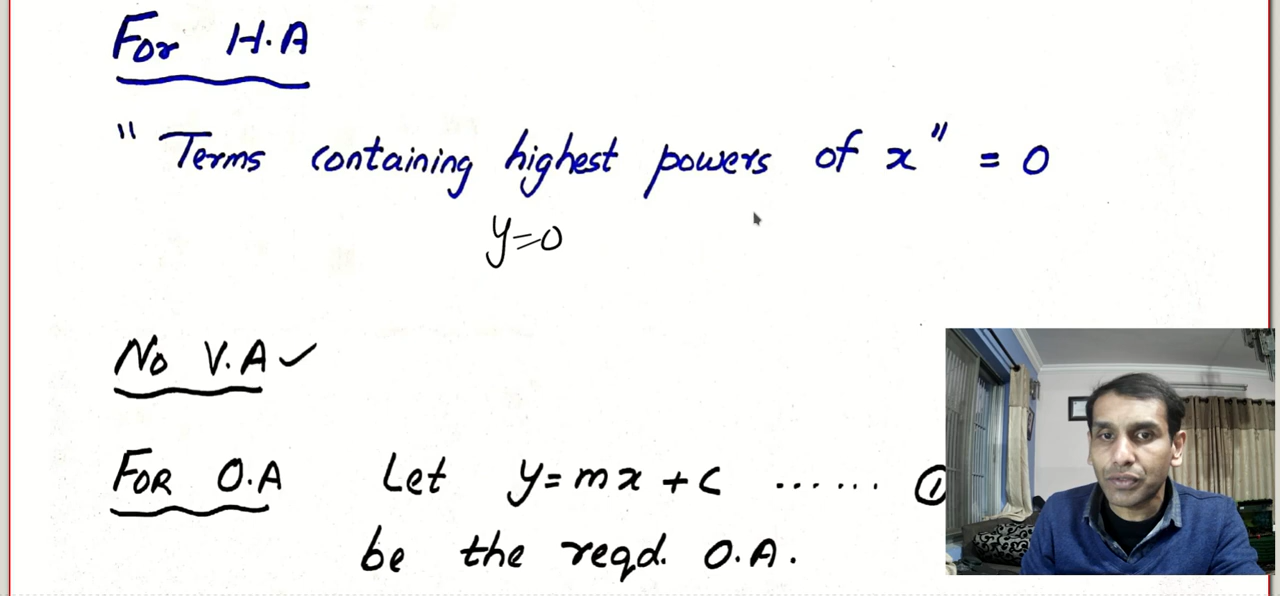 For H.A
" Terms containing highest powers of x " = 0
y=0
No V.A ✓
FOR O.A Let y=mx+c ...... ①
be the reqd. O.A.